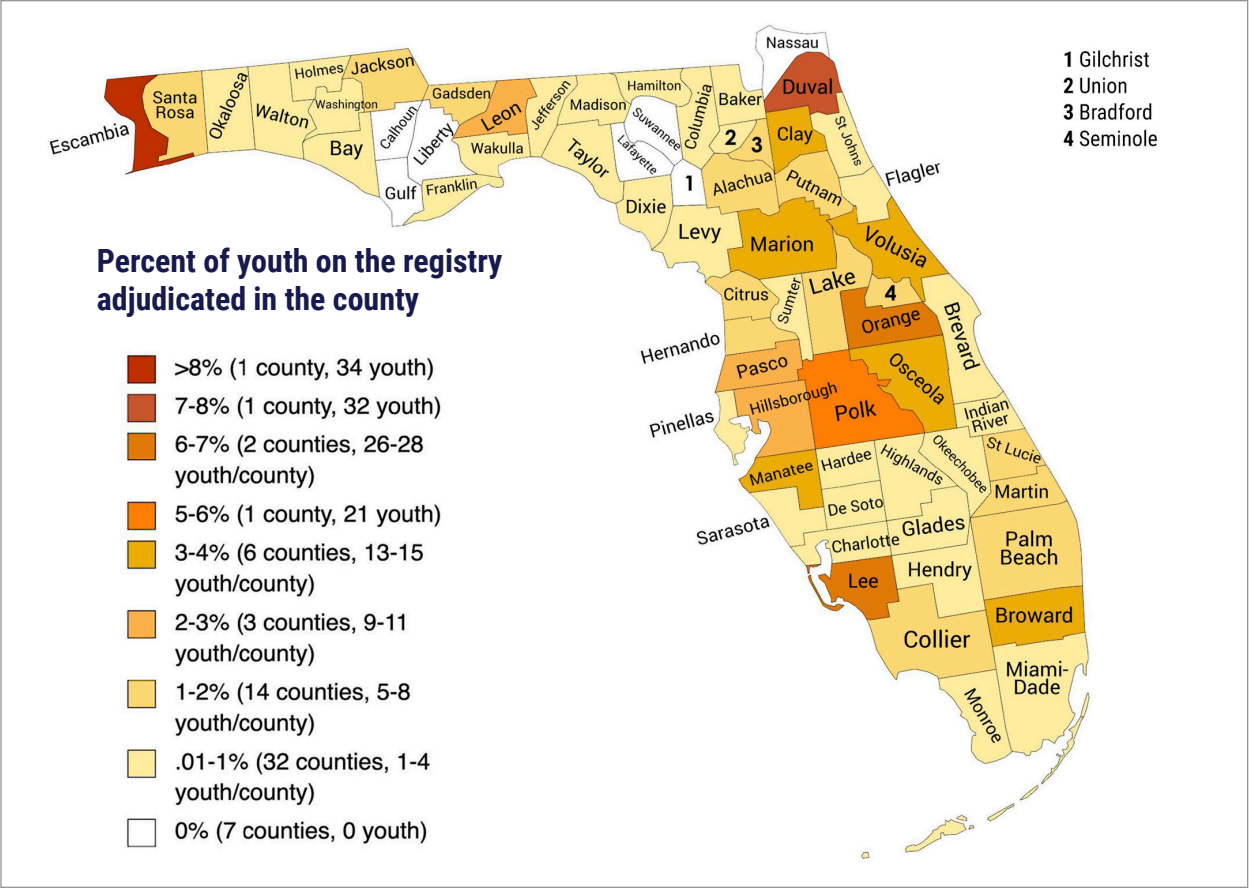 Nassau
1 Gilchrist
2 Union
3 Bradford
4 Seminole
Escambia
Santa
Rosa
Okaloosa
Walton
Holmes
Jackson
Washington
Bay
Calhoun
Gulf
Liberty
Gadsden
Franklin
Leon
Wakulla
Jefferson
Madison
Taylor
Hamilton
Suwannee
Lafayette
Dixie
Columbia
Baker
2
3
1
Duval
Clay
St Johns
Alachua
Putnam
Flagler
Levy
Marion
Volusia
Percent of youth on the registry
adjudicated in the county
Citrus
Sumter
Lake
4
Orange
Brevard
Hernando
Pasco
Osceola
Hillsborough
Polk
Pinellas
Indian
River
Manatee
Hardee
Highlands
Okeechobee
St Lucie
Martin
De Soto
Sarasota
Charlotte
Glades
Palm
Beach
Lee
Hendry
Broward
Collier
Miami-
Dade
Monroe
>8% (1 county, 34 youth)
7-8% (1 county, 32 youth)
6-7% (2 counties, 26-28
youth/county)
5-6% (1 county, 21 youth)
3-4% (6 counties, 13-15
youth/county)
2-3% (3 counties, 9-11
youth/county)
1-2% (14 counties, 5-8
youth/county)
.01-1% (32 counties, 1-4
youth/county)
0% (7 counties, 0 youth)